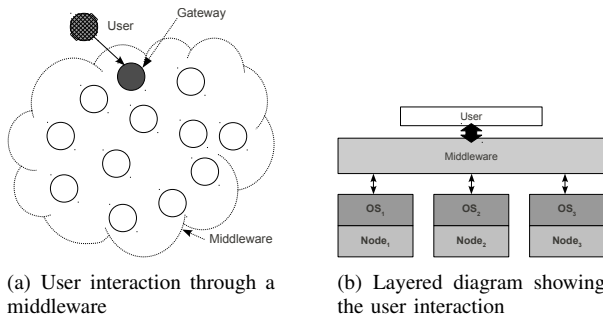 Gateway
User
Middleware
(a) User interaction through a
middleware
User
Middleware
OS1 OS2 OS3
Node1 Node2 Node3
(b) Layered diagram showing
the user interaction